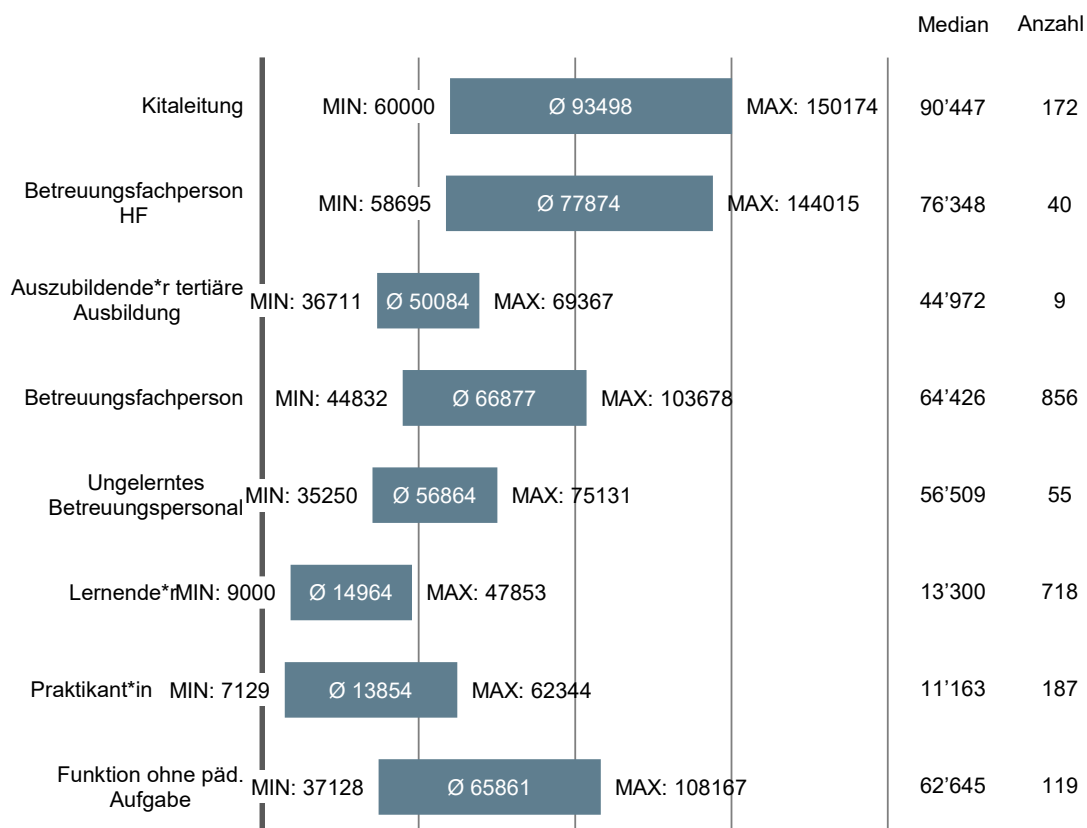 Median Anzahl
Kitaleitung MIN: 60000 Ø 93498 MAX: 150174 90’447 172
Betreuungsfachperson
HF MIN: 58695 Ø 77874 MAX: 144015 76’348 40
Auszubildende*r tertiäre
Ausbildung MIN: 36711 Ø 50084 MAX: 69367 44’972 9
Betreuungsfachperson MIN: 44832 Ø 66877 MAX: 103678 64’426 856
Ungelerntes
Betreuungspersonal MIN: 35250 Ø 56864 MAX: 75131 56’509 55
Lernende*r MIN: 9000 Ø 14964 MAX: 47853 13’300 718
Praktikant*in MIN: 7129 Ø 13854 MAX: 62344 11’163 187
Funktion ohne päd.
Aufgabe MIN: 37128 Ø 65861 MAX: 108167 62’645 119